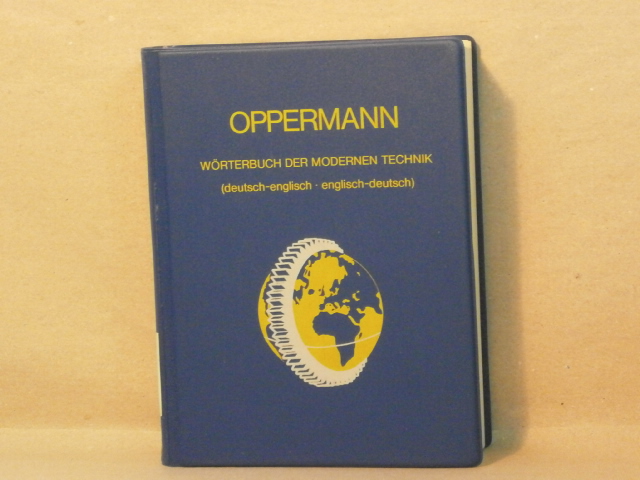 OPPERMANN
WÖRTERBUCH DER MODERNEN TECHNIK
(deutsch-englisch · englisch-deutsch)